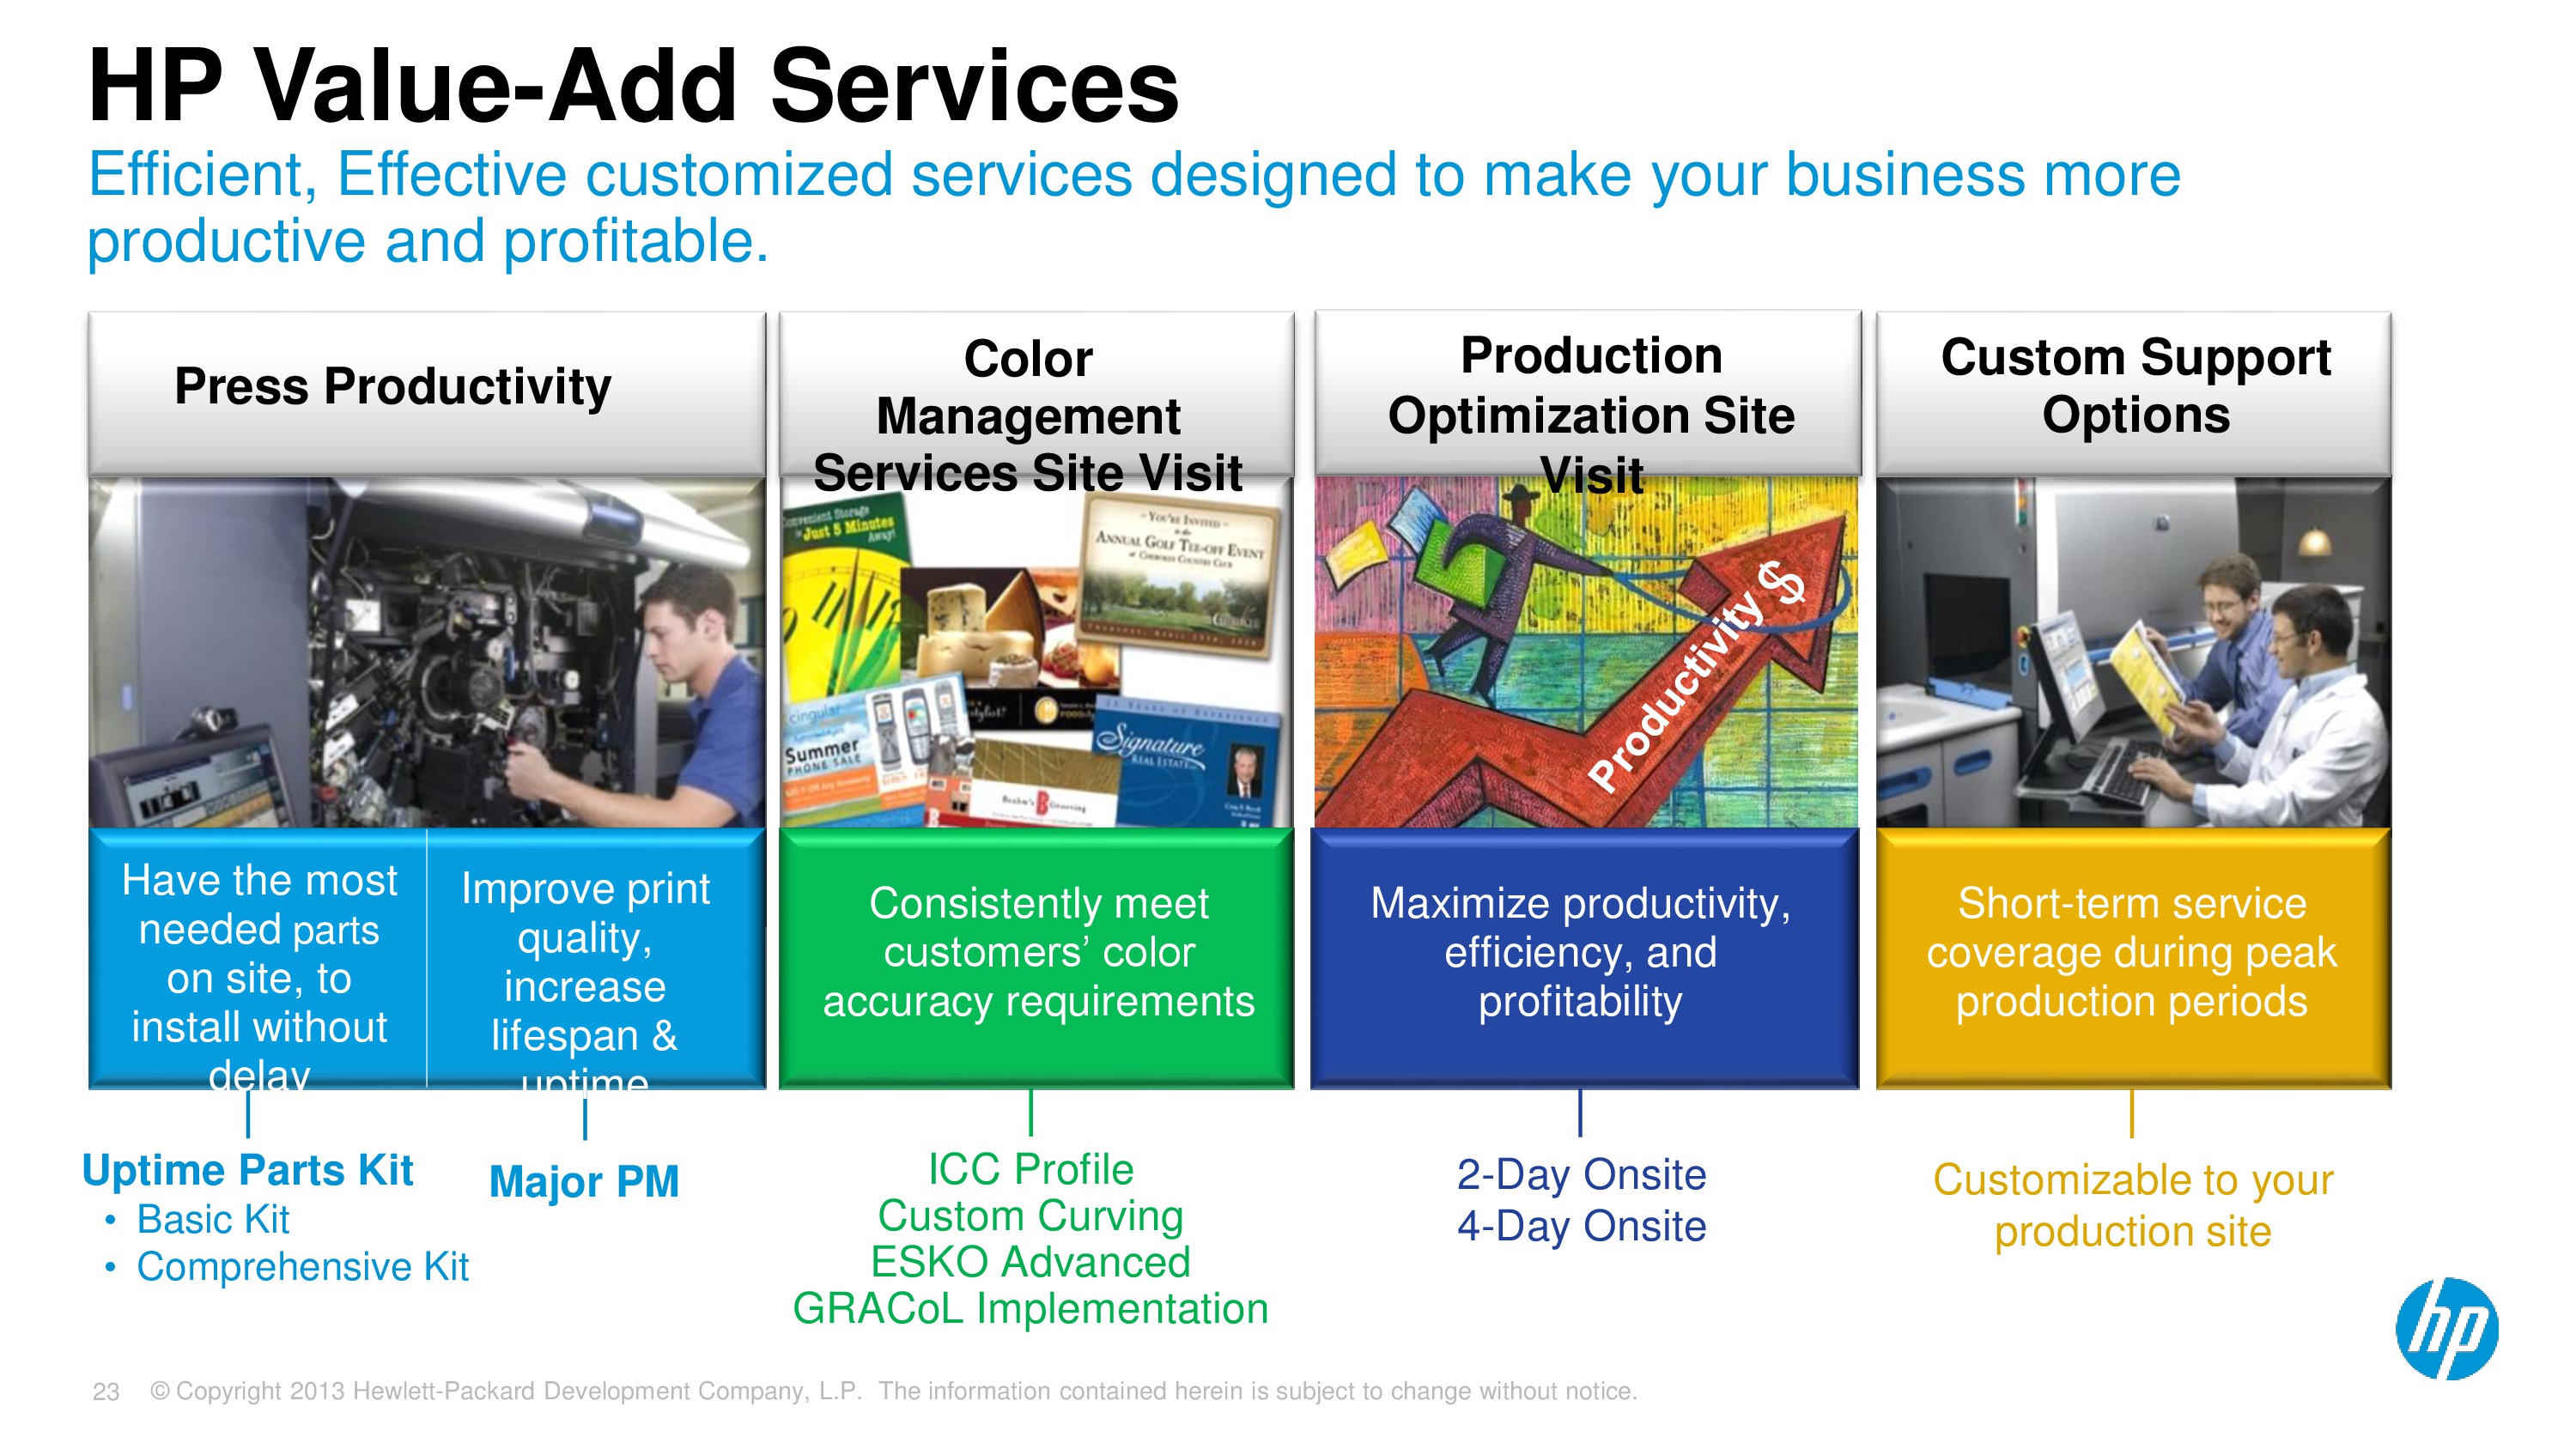 HP Value-Add Services
Efficient, Effective customized services designed to make your business more
productive and profitable.
Press Productivity
Color
Management
Services Site Visit
Production
Optimization Site
Visit
Custom Support
Options
Convenient Storage
Just 5 Minutes
Away!
You're Invited
to the
Annual Golf Tee-off Event
at Cherokee Country Club
cingular
Summer
PHONE SALE
Signature
REAL ESTATE
Productivity $
Have the most
needed parts
on site, to
install without
delay
Improve print
quality,
increase
lifespan &
uptime
Consistently meet
customers’ color
accuracy requirements
Maximize productivity,
efficiency, and
profitability
Short-term service
coverage during peak
production periods
Uptime Parts Kit
• Basic Kit
• Comprehensive Kit
Major PM
ICC Profile
Custom Curving
ESKO Advanced
GRACoL Implementation
2-Day Onsite
4-Day Onsite
Customizable to your
production site
hp
23 © Copyright 2013 Hewlett-Packard Development Company, L.P. The information contained herein is subject to change without notice.